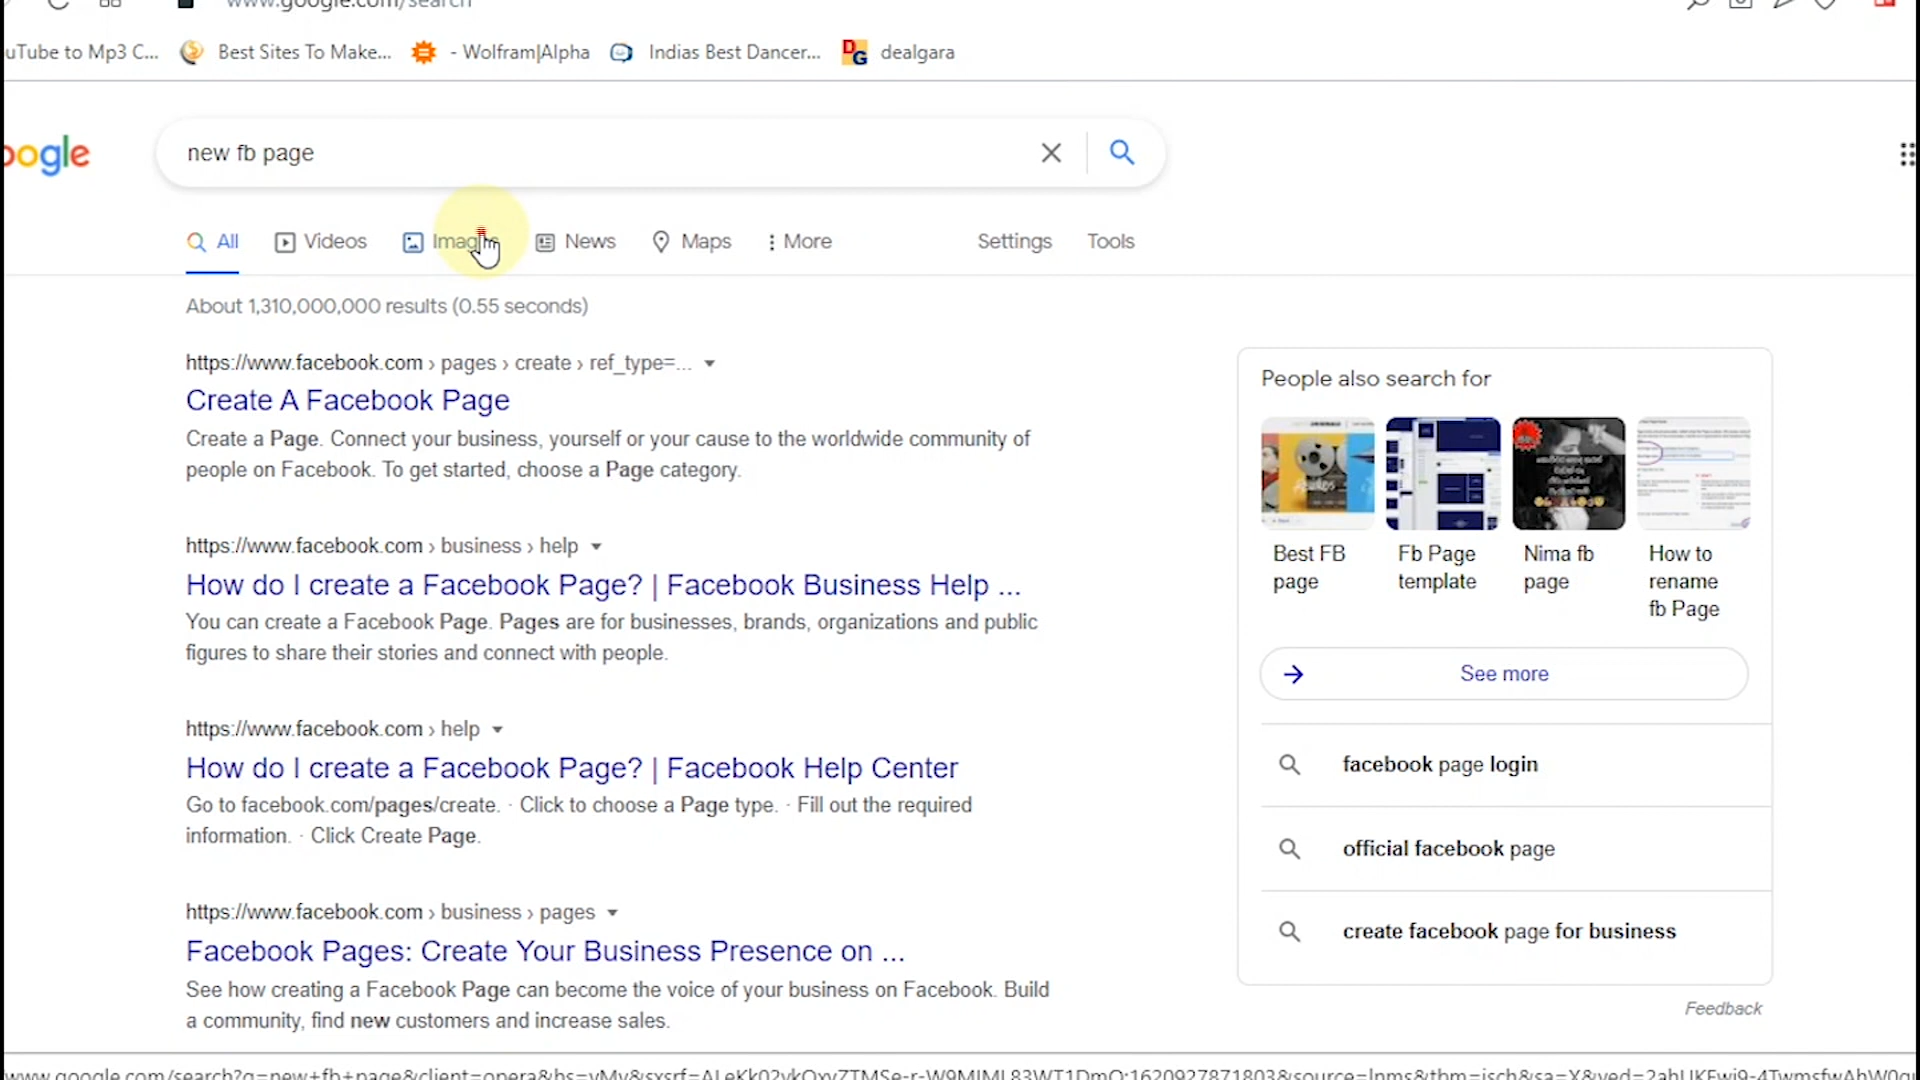 www.google.com/search
uTube to Mp3 C... Best Sites To Make... - Wolfram|Alpha Indias Best Dancer... DG dealgara
oogle
new fb page
All Videos Images News Maps More Settings Tools
About 1,310,000,000 results (0.55 seconds)
https://www.facebook.com › pages › create › ref_type=...
Create A Facebook Page
Create a Page. Connect your business, yourself or your cause to the worldwide community of
people on Facebook. To get started, choose a Page category.
https://www.facebook.com › business › help
How do I create a Facebook Page? | Facebook Business Help ...
You can create a Facebook Page. Pages are for businesses, brands, organizations and public
figures to share their stories and connect with people.
https://www.facebook.com › help
How do I create a Facebook Page? | Facebook Help Center
Go to facebook.com/pages/create. · Click to choose a Page type. · Fill out the required
information. · Click Create Page.
https://www.facebook.com › business › pages
Facebook Pages: Create Your Business Presence on ...
See how creating a Facebook Page can become the voice of your business on Facebook. Build
a community, find new customers and increase sales.
People also search for
Best FB
page
Fb Page
template
Nima fb
page
How to
rename
fb Page
See more
facebook page login
official facebook page
create facebook page for business
Feedback